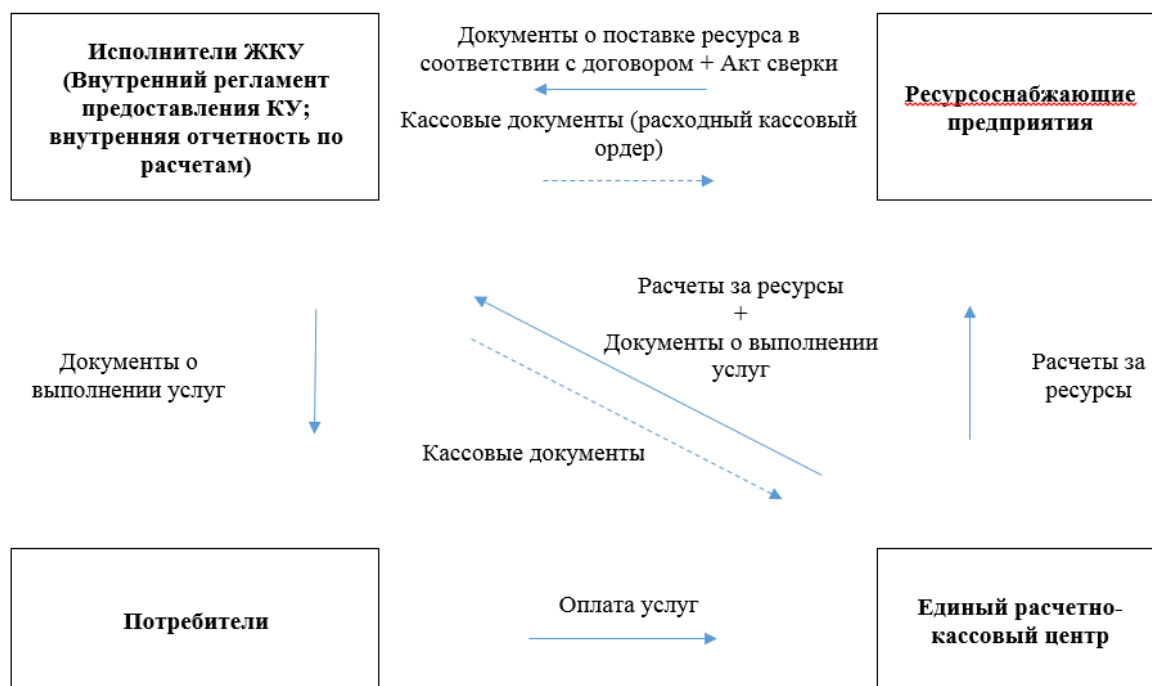 Исполнители ЖКУ
(Внутренний регламент
предоставления КУ;
внутренняя отчетность по
расчетам)
Документы о поставке ресурса в
соответствии с договором + Акт сверки
Кассовые документы (расходный кассовый
ордер)
Ресурсоснабжающие
предприятия
Документы о
выполнении услуг
Расчеты за ресурсы
+
Документы о выполнении
услуг
Кассовые документы
Расчеты за
ресурсы
Потребители
Оплата услуг
Единый расчетно-
кассовый центр